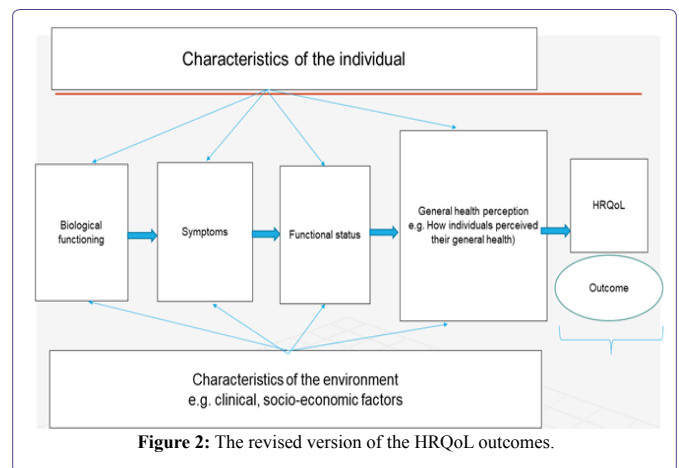 Characteristics of the individual
Biological
functioning
Symptoms
Functional status
General health perception
e.g. How individuals perceived
their general health)
HRQoL
Outcome
Characteristics of the environment
e.g. clinical, socio-economic factors
Figure 2: The revised version of the HRQoL outcomes.